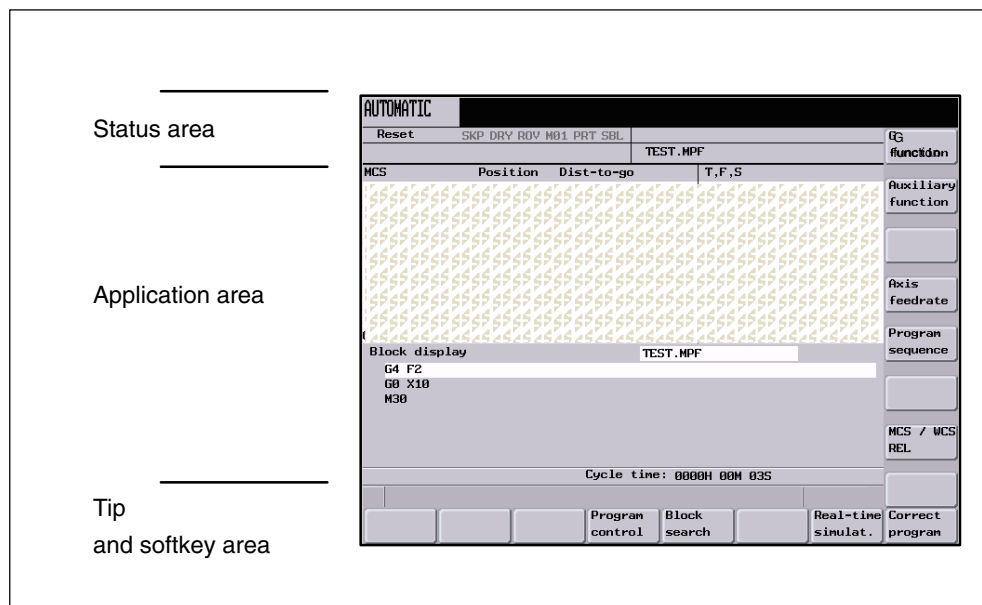 Status area
Application area
Tip
and softkey area
AUTOMATIC
Reset SKP DRY ROV M01 PRT SBL
TEST.MPF
MCS Position Dist-to-go T,F,S
Block display TEST.MPF
G4 F2
G0 X10
M30
Cycle time: 0000H 00M 03S
G
function
Auxiliary
function
Axis
feedrate
Program
sequence
MCS / WCS
REL
Program
control
Block
search
Real-time
simulat.
Correct
program